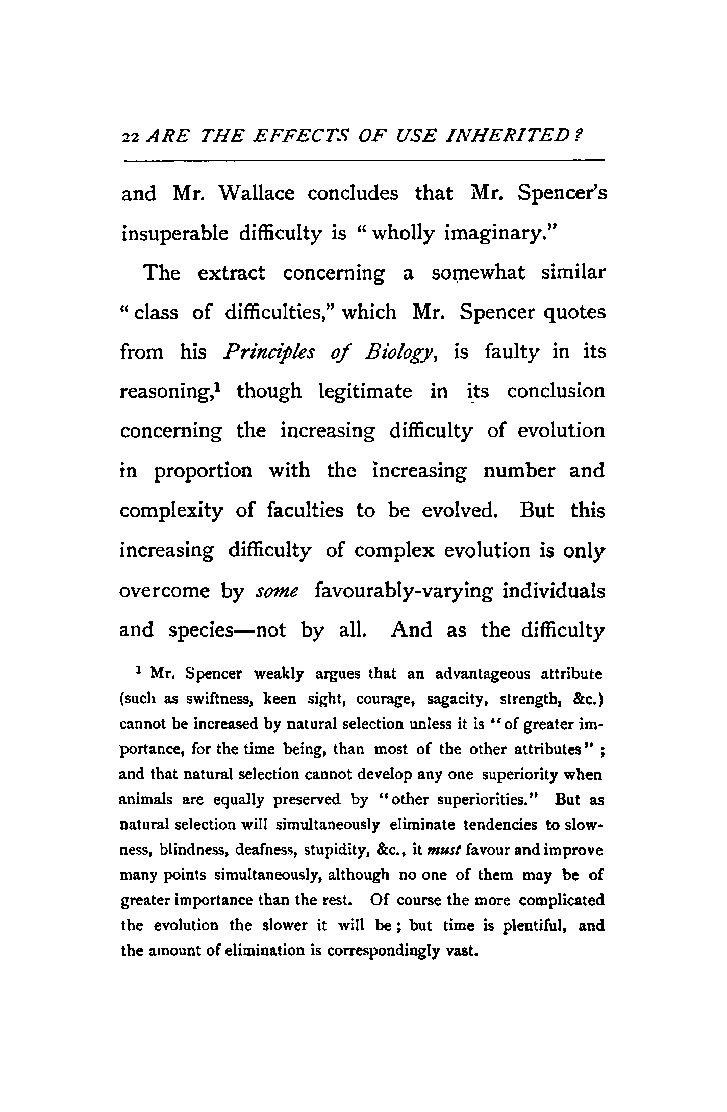 22 ARE THE EFFECTS OF USE INHERITED?
and Mr. Wallace concludes that Mr. Spencer's
insuperable difficulty is “ wholly imaginary.”
The extract concerning a somewhat similar
“ class of difficulties,” which Mr. Spencer quotes
from his Principles of Biology, is faulty in its
reasoning,¹ though legitimate in its conclusion
concerning the increasing difficulty of evolution
in proportion with the increasing number and
complexity of faculties to be evolved. But this
increasing difficulty of complex evolution is only
overcome by some favourably-varying individuals
and species—not by all. And as the difficulty
¹ Mr. Spencer weakly argues that an advantageous attribute
(such as swiftness, keen sight, courage, sagacity, strength, &c.)
cannot be increased by natural selection unless it is “ of greater im-
portance, for the time being, than most of the other attributes” ;
and that natural selection cannot develop any one superiority when
animals are equally preserved by “other superiorities.” But as
natural selection will simultaneously eliminate tendencies to slow-
ness, blindness, deafness, stupidity, &c., it must favour and improve
many points simultaneously, although no one of them may be of
greater importance than the rest. Of course the more complicated
the evolution the slower it will be ; but time is plentiful, and
the amount of elimination is correspondingly vast.